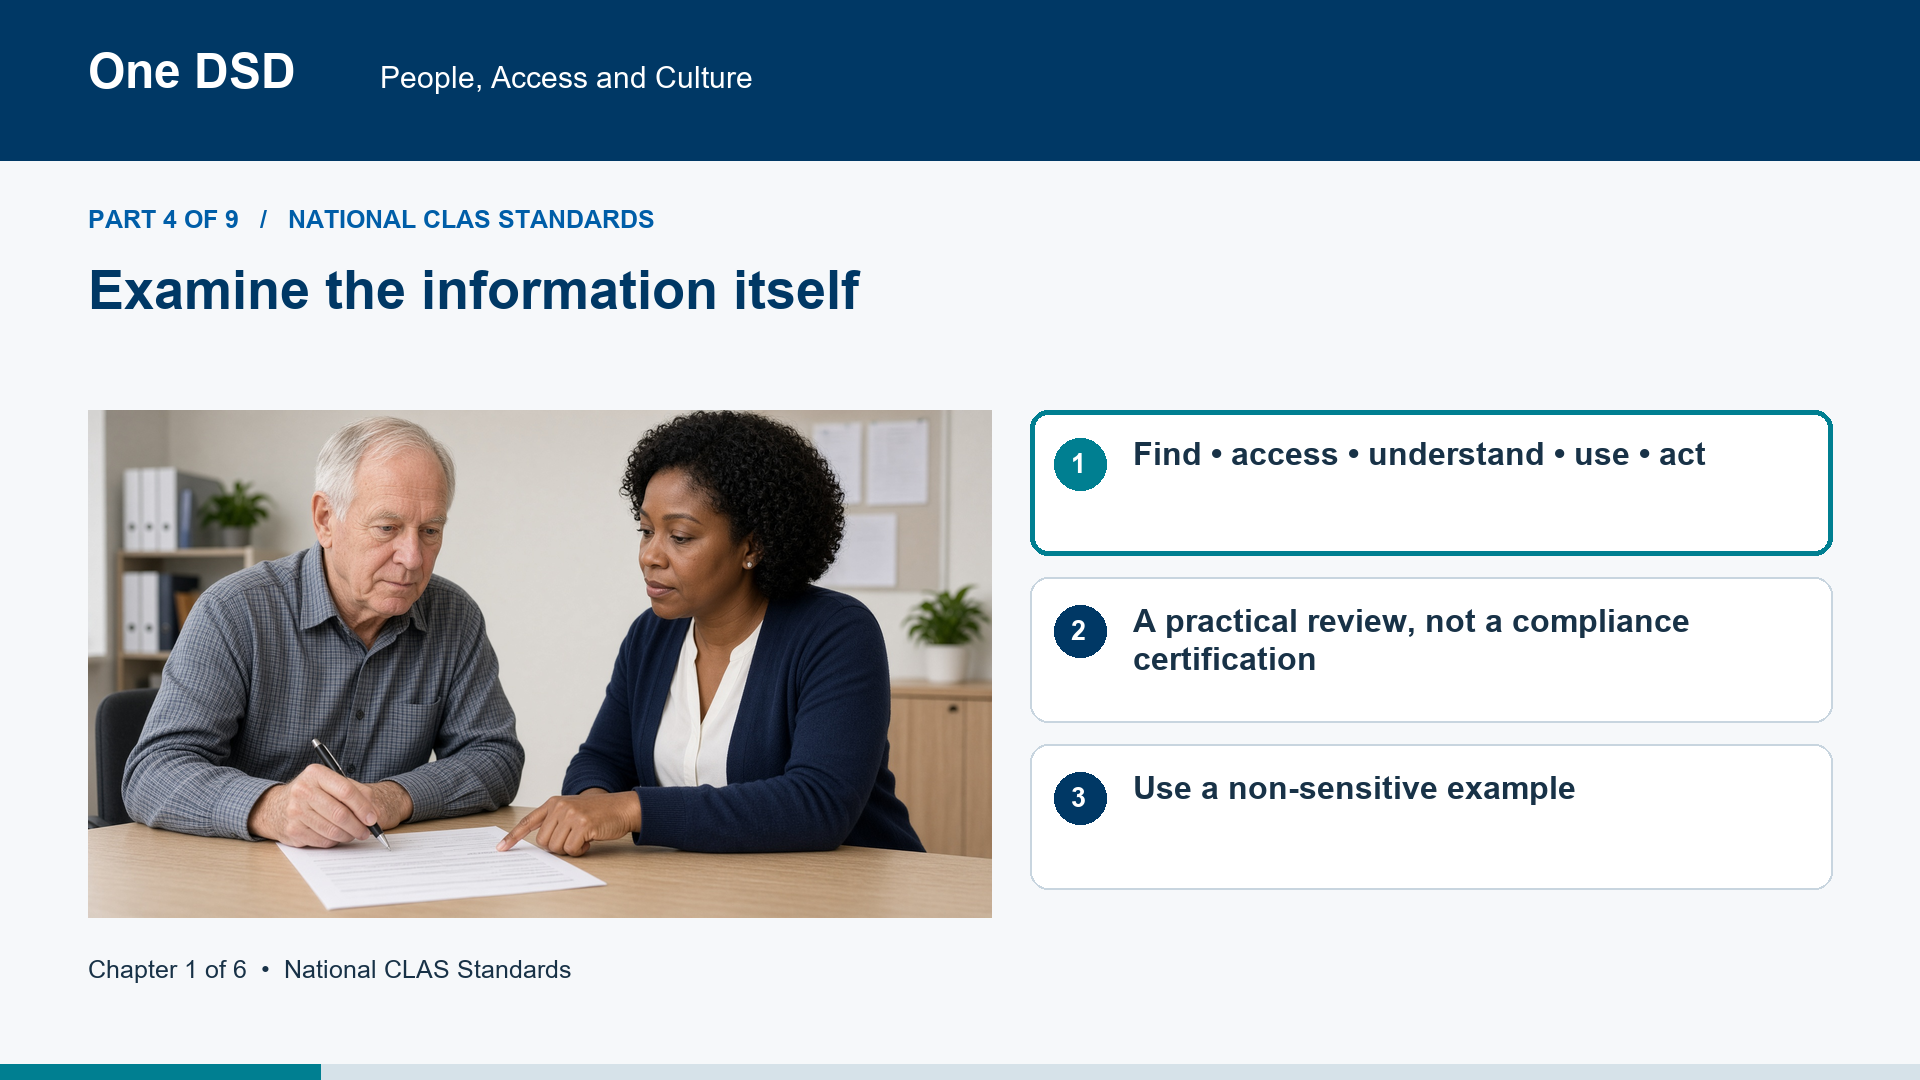 One DSD
People, Access and Culture
PART 4 OF 9 / NATIONAL CLAS STANDARDS
Examine the information itself
1
Find • access • understand • use • act
2
A practical review, not a compliance
certification
3
Use a non-sensitive example
Chapter 1 of 6 • National CLAS Standards